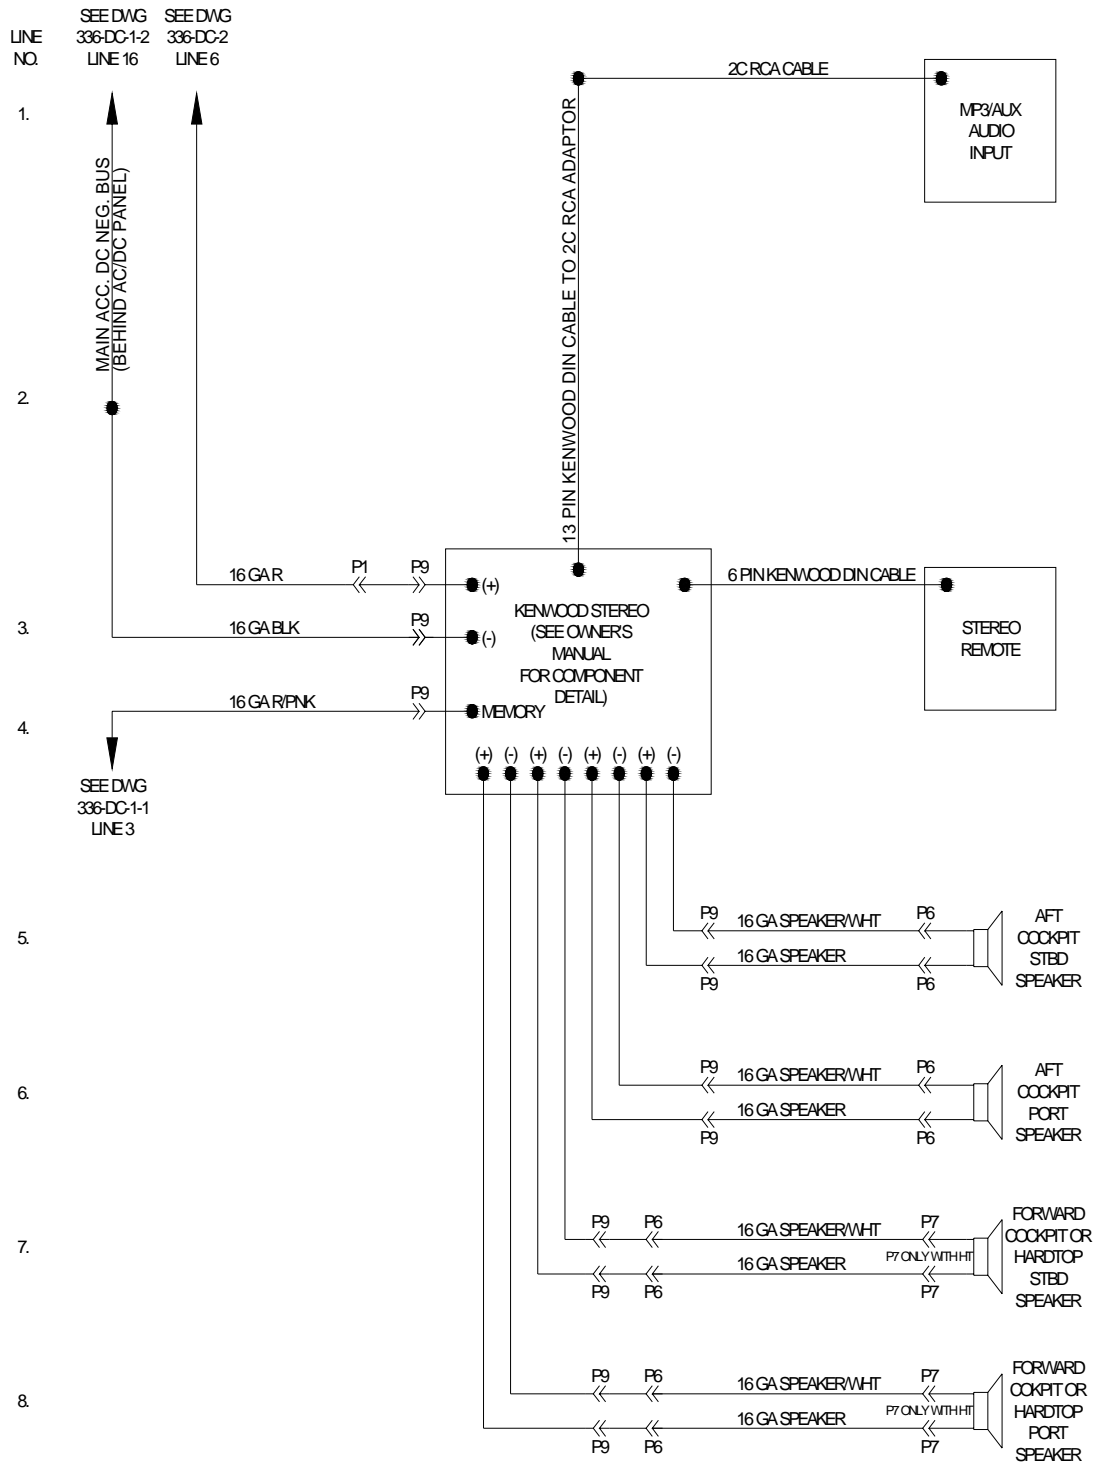 LINE
NO.
SEE DWG
336-DC-1-2
LINE 16
SEE DWG
336-DC-2
LINE 6
1.
2.
3.
4.
5.
6.
7.
8.
MAIN ACC. DC NEG. BUS
(BEHIND AC/DC PANEL)
13 PIN KENWOOD DIN CABLE TO 2C RCA ADAPTOR
2C RCA CABLE
MP3/AUX
AUDIO
INPUT
16 GA R
P1
P9
(+)
16 GA BLK
P9
(-)
16 GA R/PNK
P9
MEMORY
SEE DWG
336-DC-1-1
LINE 3
KENWOOD STEREO
(SEE OWNER'S
MANUAL
FOR COMPONENT
DETAIL)
6 PIN KENWOOD DIN CABLE
STEREO
REMOTE
(+) (-) (+) (-) (+) (-) (+) (-)
P9 16 GA SPEAKER/WHT P6
16 GA SPEAKER
P9 P6
AFT
COCKPIT
STBD
SPEAKER
P9 16 GA SPEAKER/WHT P6
16 GA SPEAKER
P9 P6
AFT
COCKPIT
PORT
SPEAKER
P9 P6 16 GA SPEAKER/WHT P7
16 GA SPEAKER P7 ONLY WITH HT
P9 P6 P7
FORWARD
COCKPIT OR
HARDTOP
STBD
SPEAKER
P9 P6 16 GA SPEAKER/WHT P7
16 GA SPEAKER P7 ONLY WITH HT
P9 P6 P7
FORWARD
COKPIT OR
HARDTOP
PORT
SPEAKER